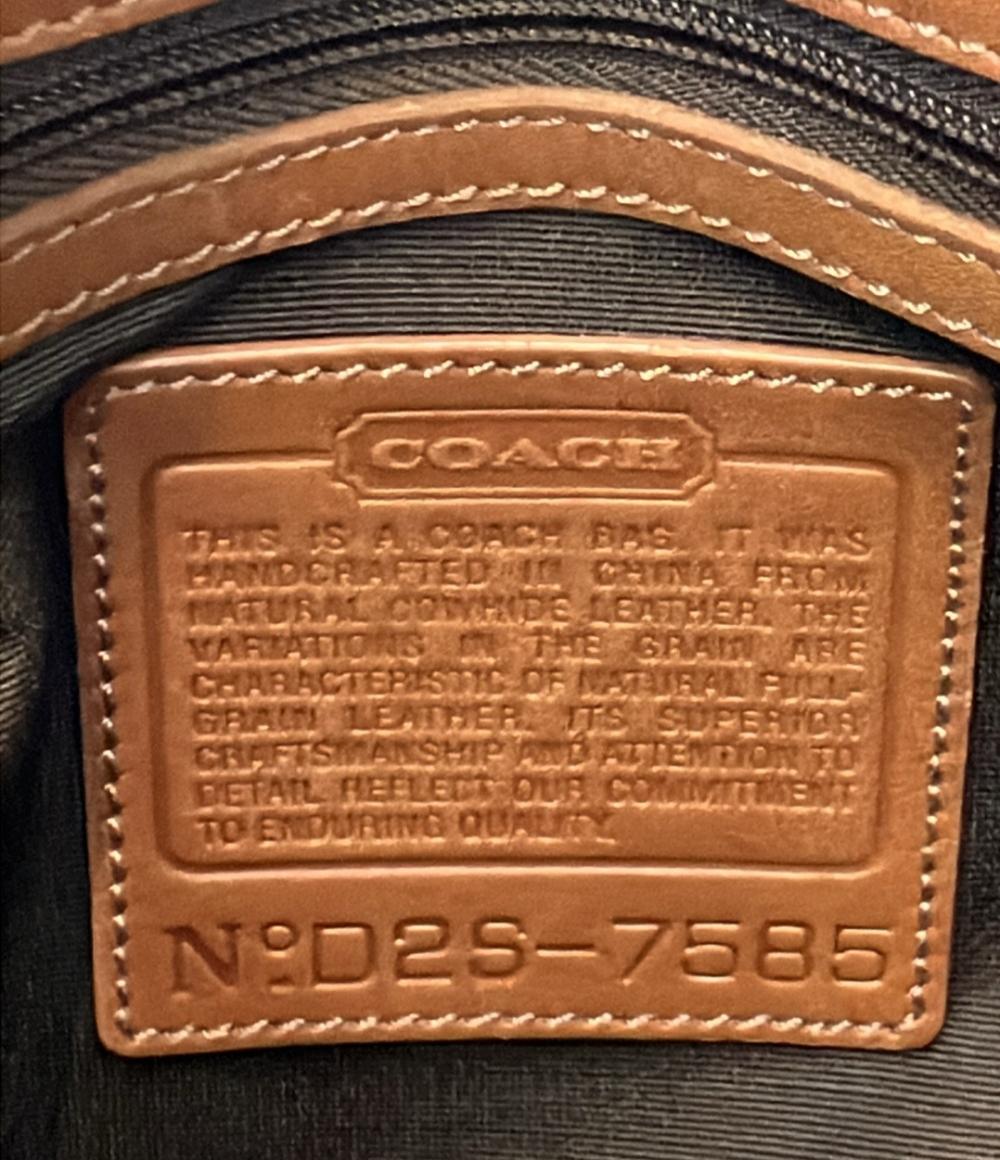 COACH
THIS IS A COACH BAG. IT WAS
HANDCRAFTED IN CHINA FROM
NATURAL COWHIDE LEATHER. THE
VARIATIONS IN THE GRAIN ARE
CHARACTERISTIC OF NATURAL FULL-
GRAIN LEATHER. ITS SUPERIOR
CRAFTSMANSHIP AND ATTENTION TO
DETAIL REFLECT OUR COMMITMENT
TO ENDURING QUALITY.
Nº D2S-7585